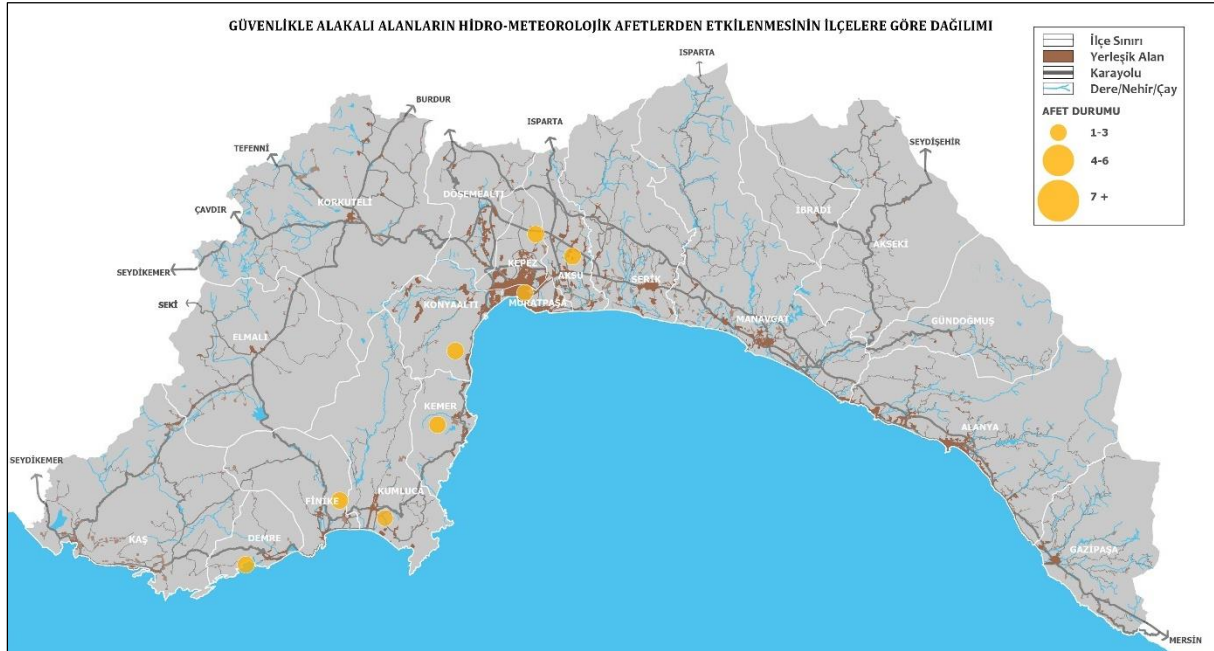 GÜVENLİKLE ALAKALI ALANLARIN HİDRO-METEOROLOJİK AFETLERDEN ETKİLENMESİNİN İLÇELERE GÖRE DAĞILIMI
İlçe Sınırı
Yerleşik Alan
Karayolu
Dere/Nehir/Çay
AFET DURUMU
1-3
4-6
7 +
ISPARTA
BURDUR
ISPARTA
SEYDİŞEHİR
TEFENNİ
DÖŞEMEALTI
KORKUTELİ
ÇAVDIR
İBRADI
AKSEKİ
KEPEZ
SEYDİKEMER
AKSU
SERİK
SEKİ
KONYAALTI
MURATPAŞA
MANAVGAT
GÜNDOĞMUŞ
ELMALI
KEMER
ALANYA
SEYDİKEMER
FİNİKE
KUMLUCA
KAŞ
DEMRE
GAZİPAŞA
MERSİN